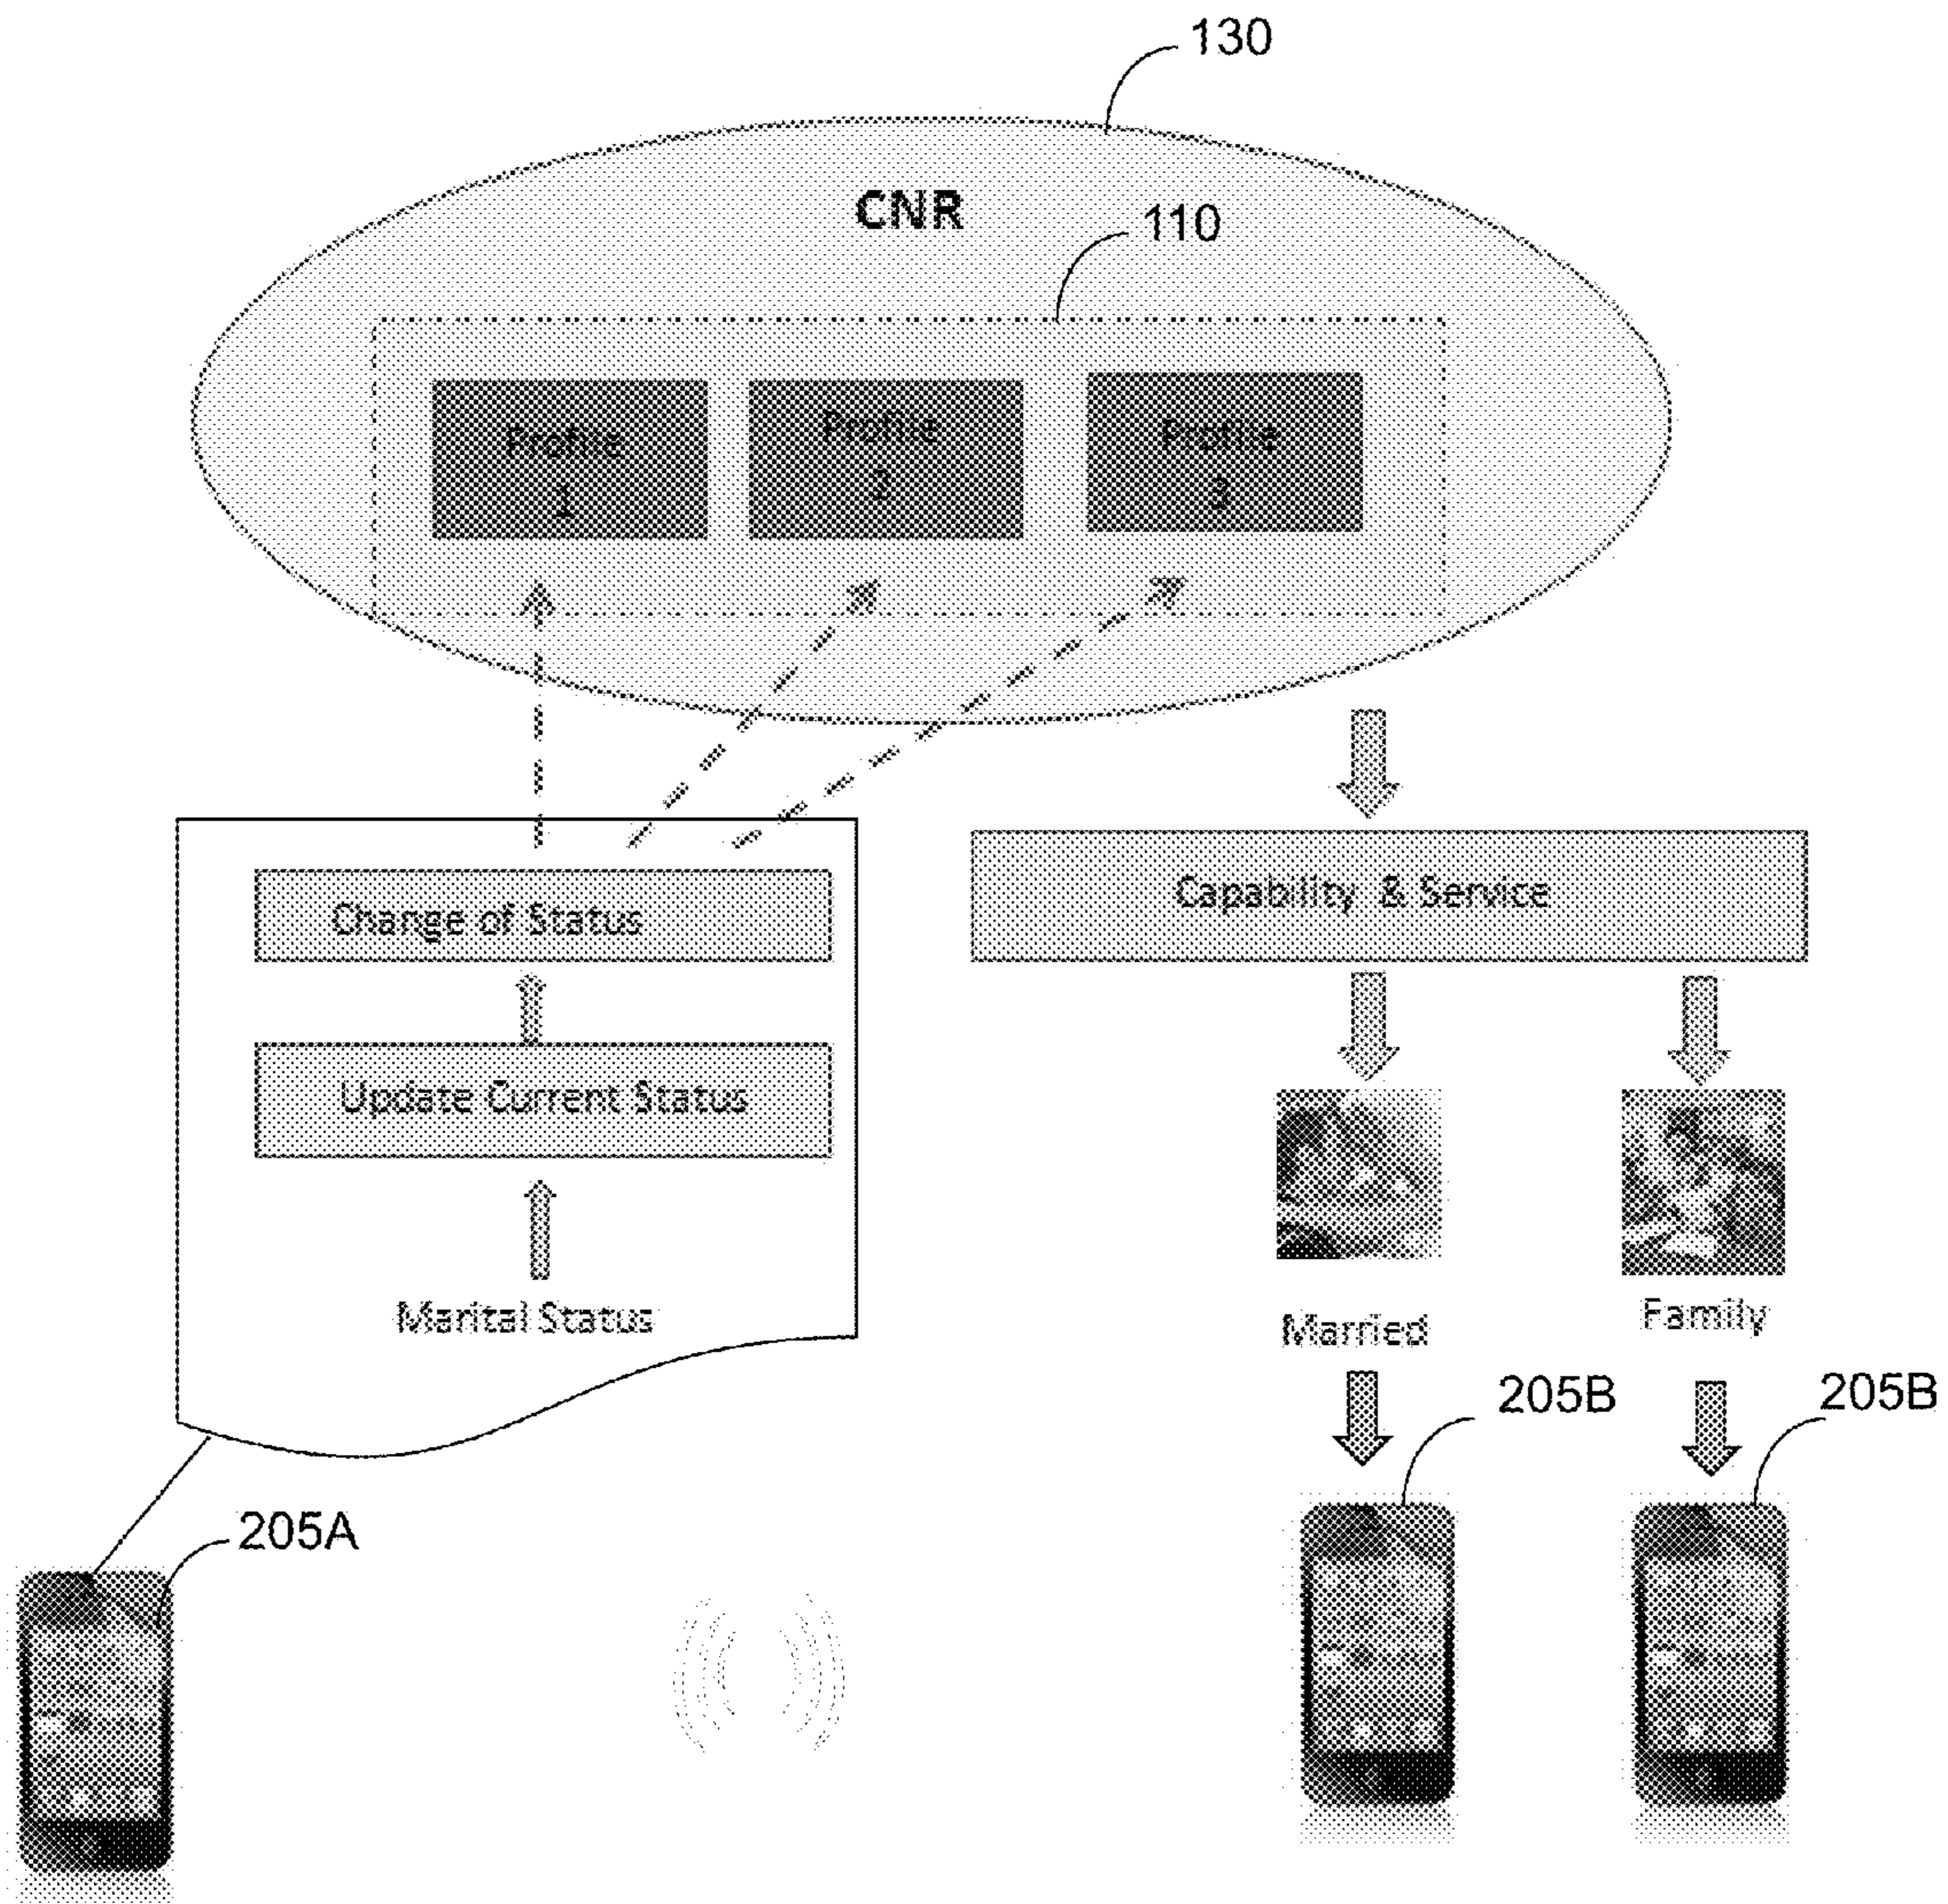 130
CNR
110
Profile
1
Profile
2
Profile
3
Change of Status
Capability & Service
Update Current Status
Marital Status
Married
Family
205B
205B
205A